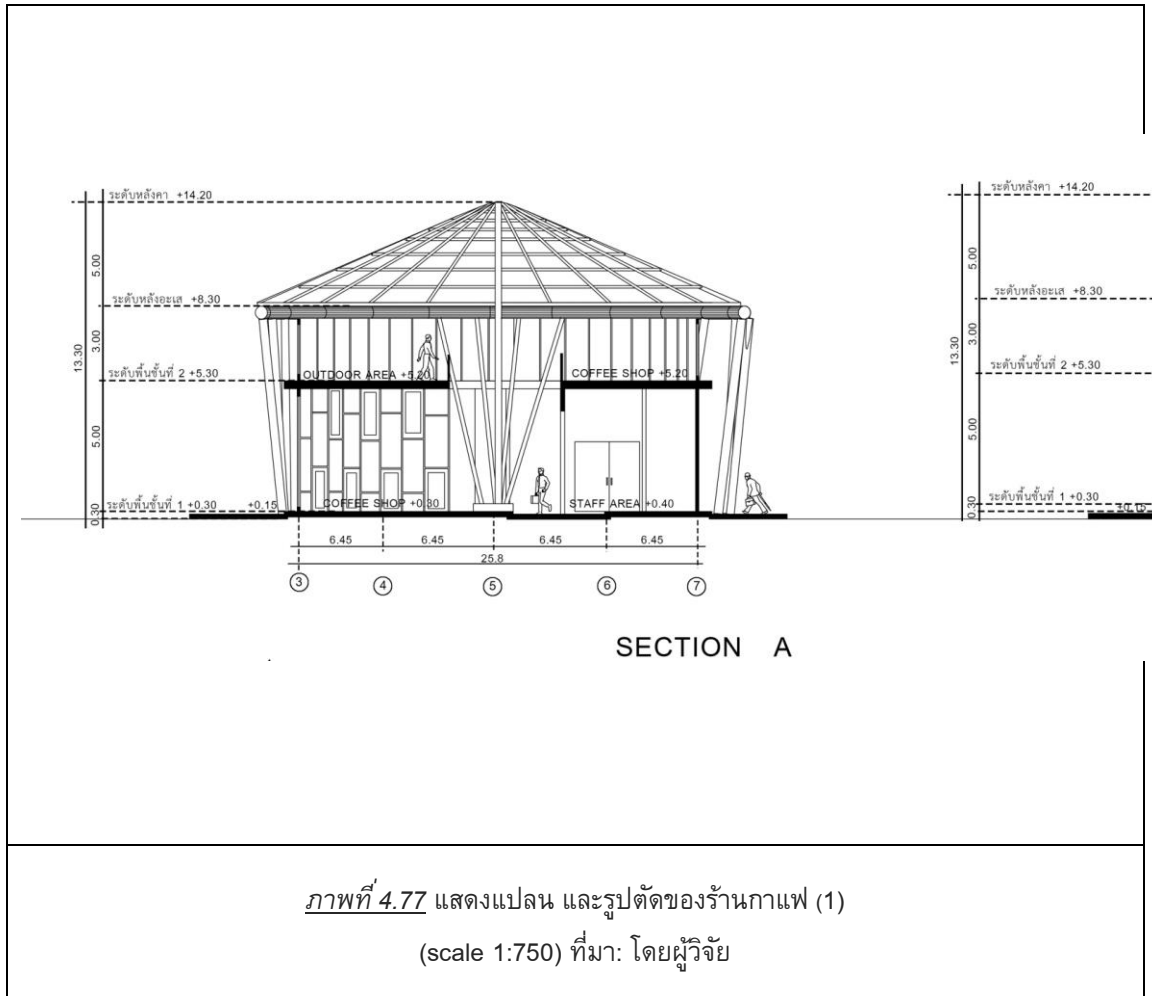 ระดับหลังคา +14.20
ระดับหลังคา +14.20
5.00
5.00
ระดับหลังอะเส +8.30
ระดับหลังอะเส +8.30
13.30
3.00
13.30
3.00
ระดับพื้นชั้นที่ 2 +5.30
OUTDOOR AREA +5.20
COFFEE SHOP +5.20
ระดับพื้นชั้นที่ 2 +5.30
5.00
5.00
ระดับพื้นชั้นที่ 1 +0.30
+0.15
COFFEE SHOP +0.30
STAFF AREA +0.40
ระดับพื้นชั้นที่ 1 +0.30
+0.15
0.30
0.30
6.45
6.45
6.45
6.45
25.8
3
4
5
6
7
SECTION A
ภาพที่ 4.77 แสดงแปลน และรูปตัดของร้านกาแฟ (1)
(scale 1:750) ที่มา: โดยผู้วิจัย